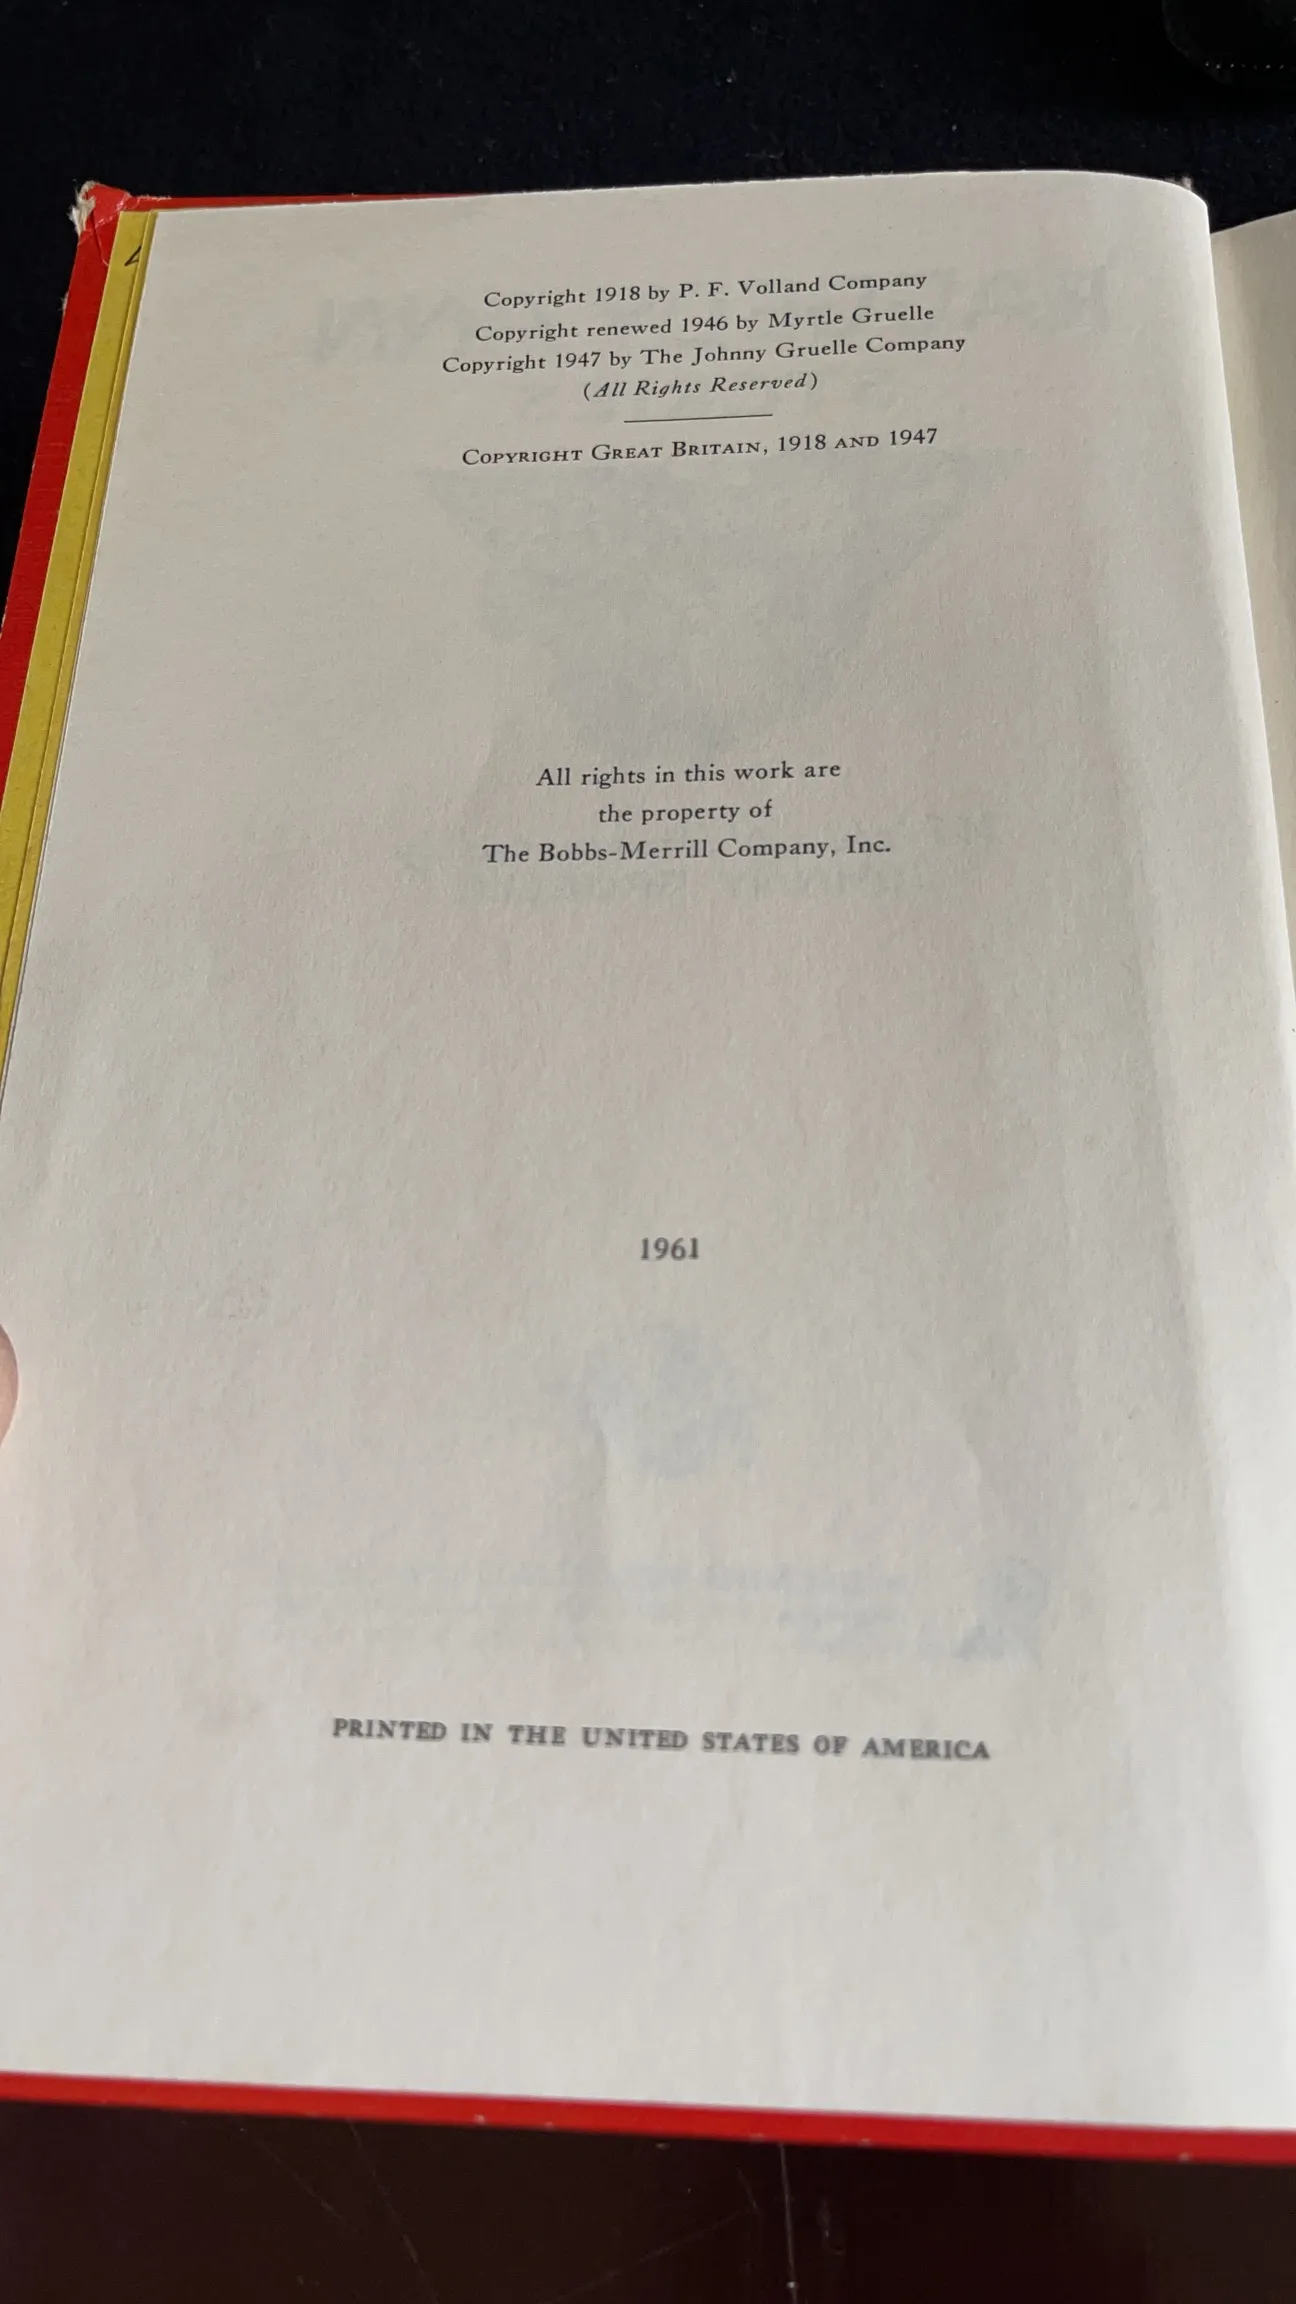 Copyright 1918 by P. F. Volland Company
Copyright renewed 1946 by Myrtle Gruelle
Copyright 1947 by The Johnny Gruelle Company
(All Rights Reserved)
COPYRIGHT GREAT BRITAIN, 1918 AND 1947
All rights in this work are
the property of
The Bobbs-Merrill Company, Inc.
1961
PRINTED IN THE UNITED STATES OF AMERICA